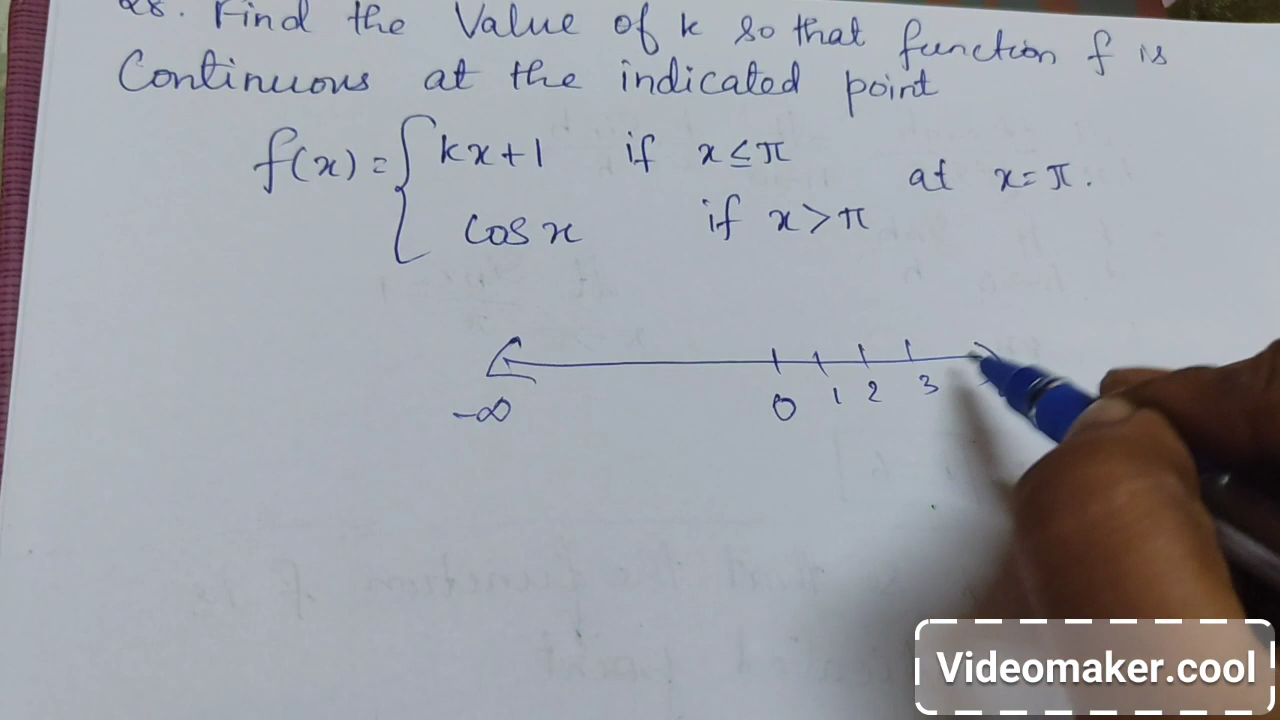 28. Find the Value of k so that function f is
Continuous at the indicated point
f(x) = { kx+1 if x ≤ π
cos x if x > π
at x = π.
-∞ 0 1 2 3
Videomaker.cool